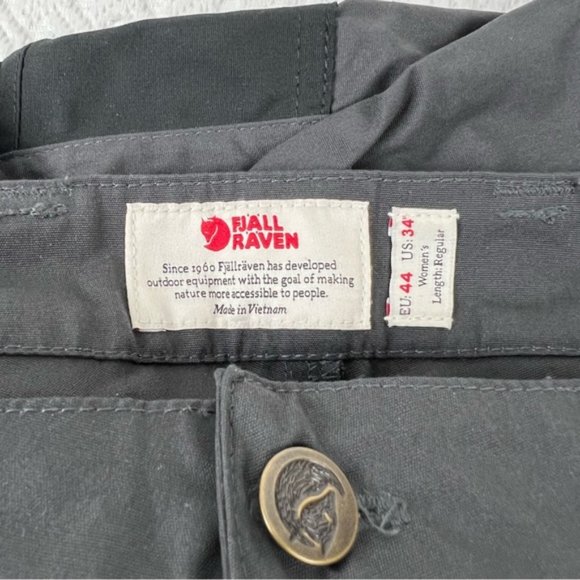 FJÄLL
RÄVEN
Since 1960 Fjällräven has developed
outdoor equipment with the goal of making
nature more accessible to people.
Made in Vietnam
EU: 44 US: 34"
Women's
Length: Regular